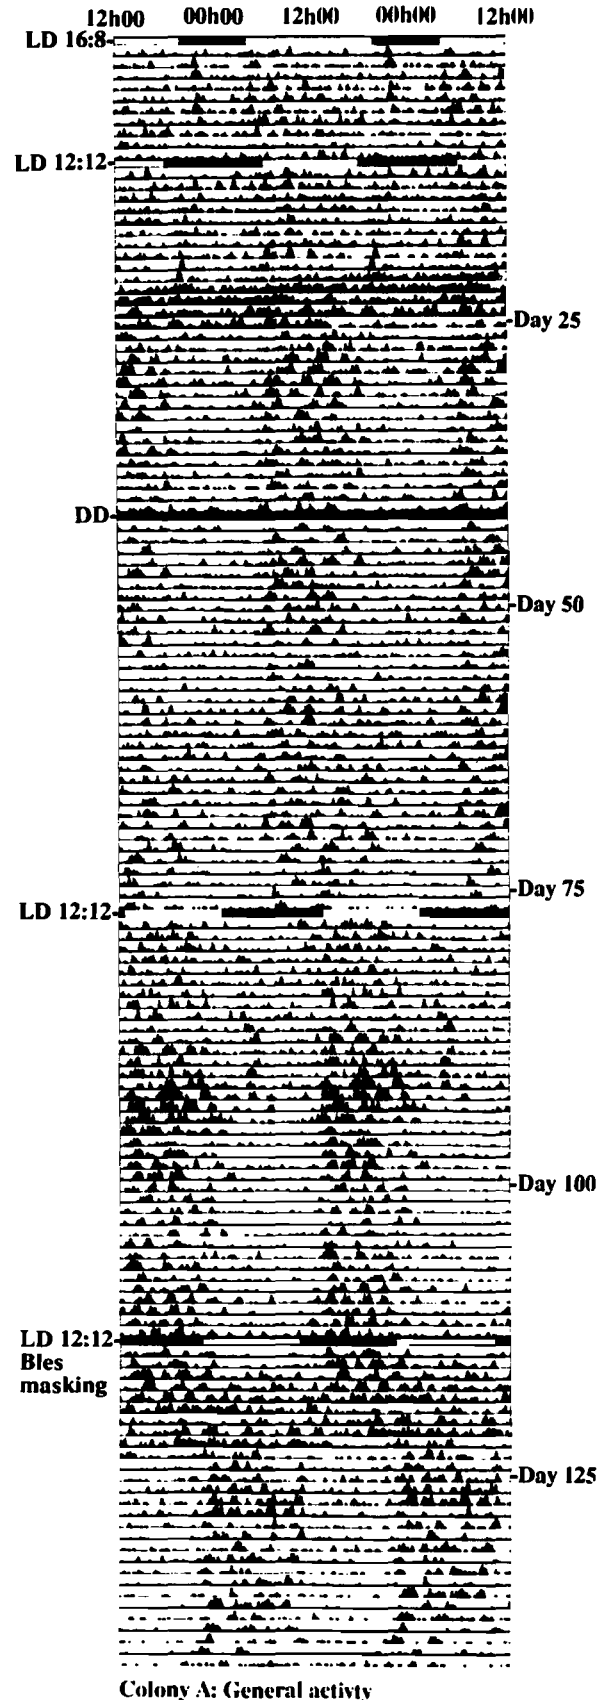 12h00 00h00 12h00 00h00 12h00
LD 16:8
LD 12:12
Day 25
DD
Day 50
Day 75
LD 12:12
Day 100
LD 12:12
Bles
masking
Day 125
Colony A: General activty